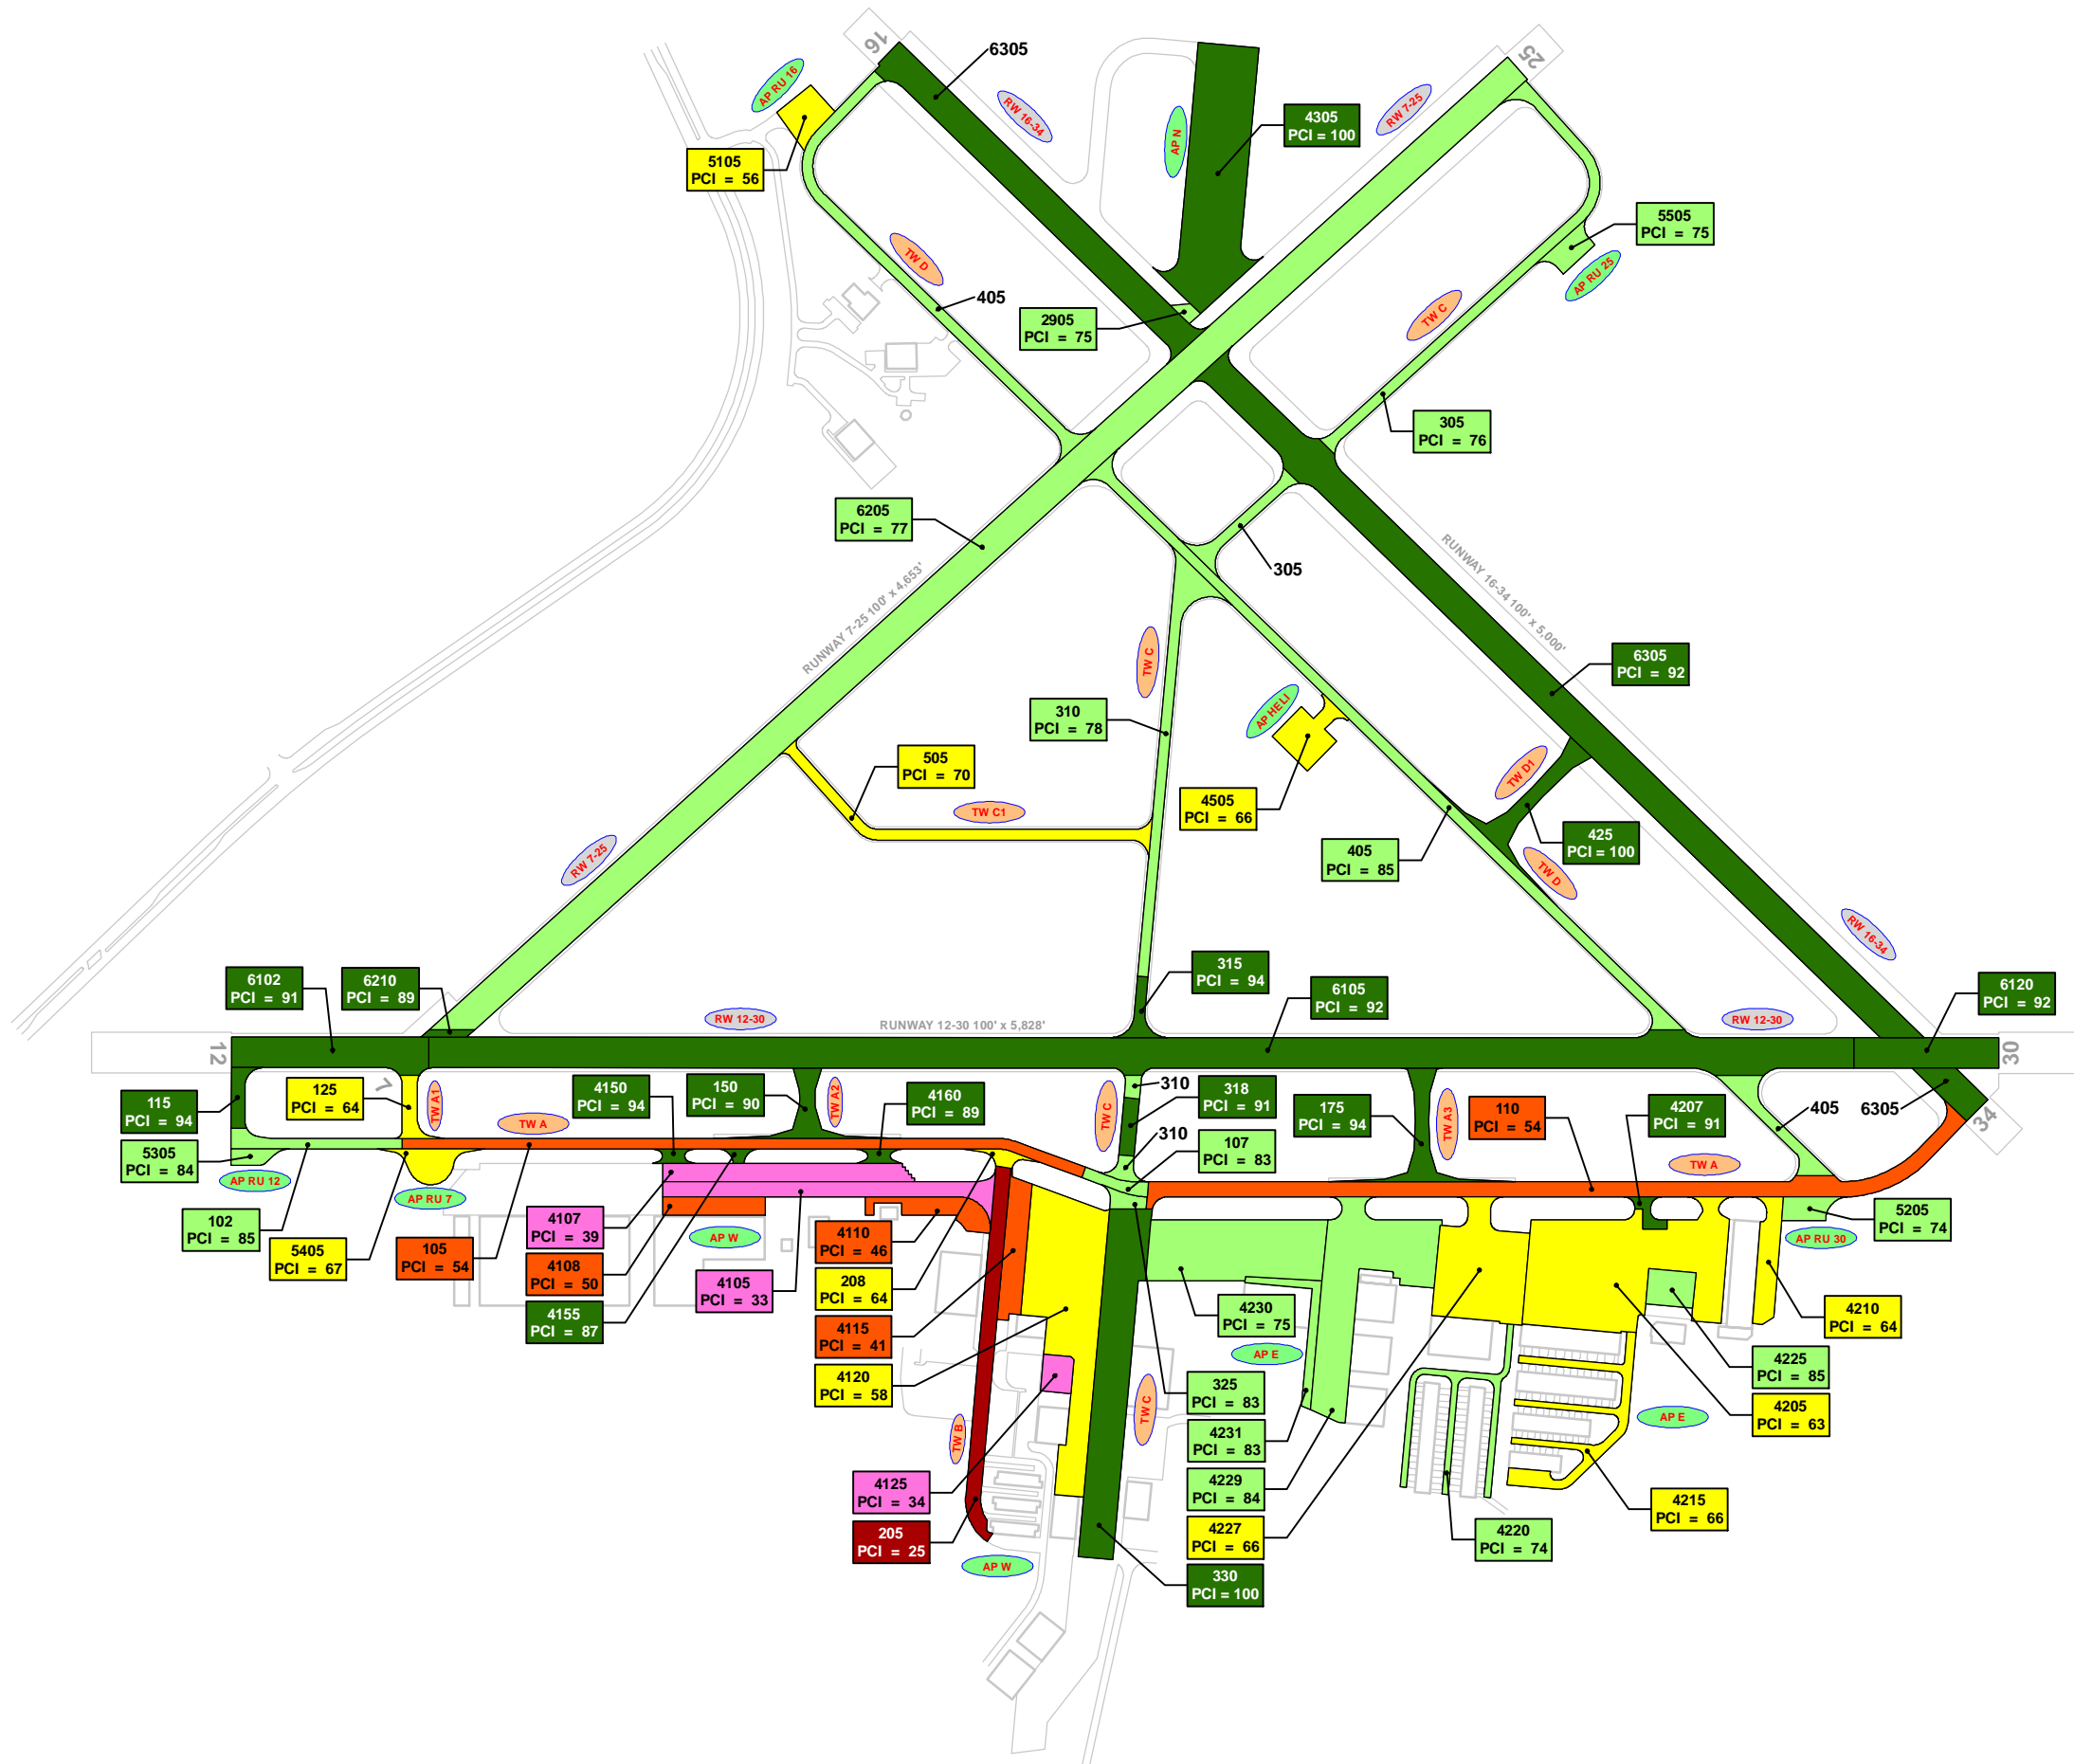 16
6305
25
AP RU 16
RW 16-34
RW 7-25
4305
PCI = 100
AP N
5105
PCI = 56
5505
PCI = 75
TW D
AP RU 25
405
2905
PCI = 75
TW C
305
PCI = 76
6205
PCI = 77
305
RUNWAY 7-25 100' x 4,653'
RUNWAY 16-34 100' x 5,000'
TW C
6305
PCI = 92
310
PCI = 78
AP HELI
505
PCI = 70
TW C1
4505
PCI = 66
TW D1
425
PCI = 100
405
PCI = 85
TW D
RW 7-25
RW 16-34
6102
PCI = 91
6210
PCI = 89
315
PCI = 94
6105
PCI = 92
6120
PCI = 92
RW 12-30
RUNWAY 12-30 100' x 5,828'
RW 12-30
12
30
7
34
115
PCI = 94
125
PCI = 64
TW A1
4150
PCI = 94
150
PCI = 90
TW A2
4160
PCI = 89
310
318
PCI = 91
TW C
175
PCI = 94
TW A3
110
PCI = 54
4207
PCI = 91
405
6305
TW A
310
107
PCI = 83
TW A
5305
PCI = 84
AP RU 12
AP RU 7
102
PCI = 85
5405
PCI = 67
105
PCI = 54
4107
PCI = 39
4108
PCI = 50
4155
PCI = 87
AP W
4105
PCI = 33
4110
PCI = 46
208
PCI = 64
4115
PCI = 41
4120
PCI = 58
5205
PCI = 74
AP RU 30
4230
PCI = 75
AP E
4210
PCI = 64
4225
PCI = 85
4205
PCI = 63
AP E
325
PCI = 83
4231
PCI = 83
4229
PCI = 84
4227
PCI = 66
330
PCI = 100
TW B
TW C
4125
PCI = 34
205
PCI = 25
AP W
4215
PCI = 66
4220
PCI = 74